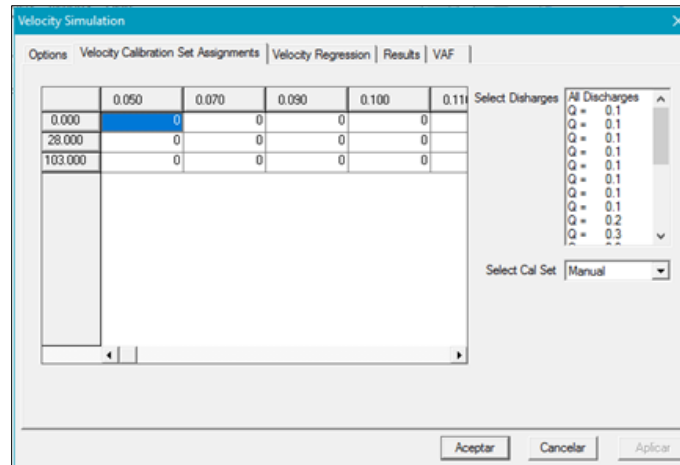 Velocity Simulation
Options Velocity Calibration Set Assignments Velocity Regression Results VAF
0.050 0.070 0.090 0.100 0.110
0.000 0 0 0 0
28.000 0 0 0 0
103.000 0 0 0 0
Select Disharges
All Discharges
Q = 0.1
Q = 0.1
Q = 0.1
Q = 0.1
Q = 0.1
Q = 0.1
Q = 0.1
Q = 0.1
Q = 0.2
Q = 0.3
Select Cal Set Manual
Aceptar Cancelar Aplicar